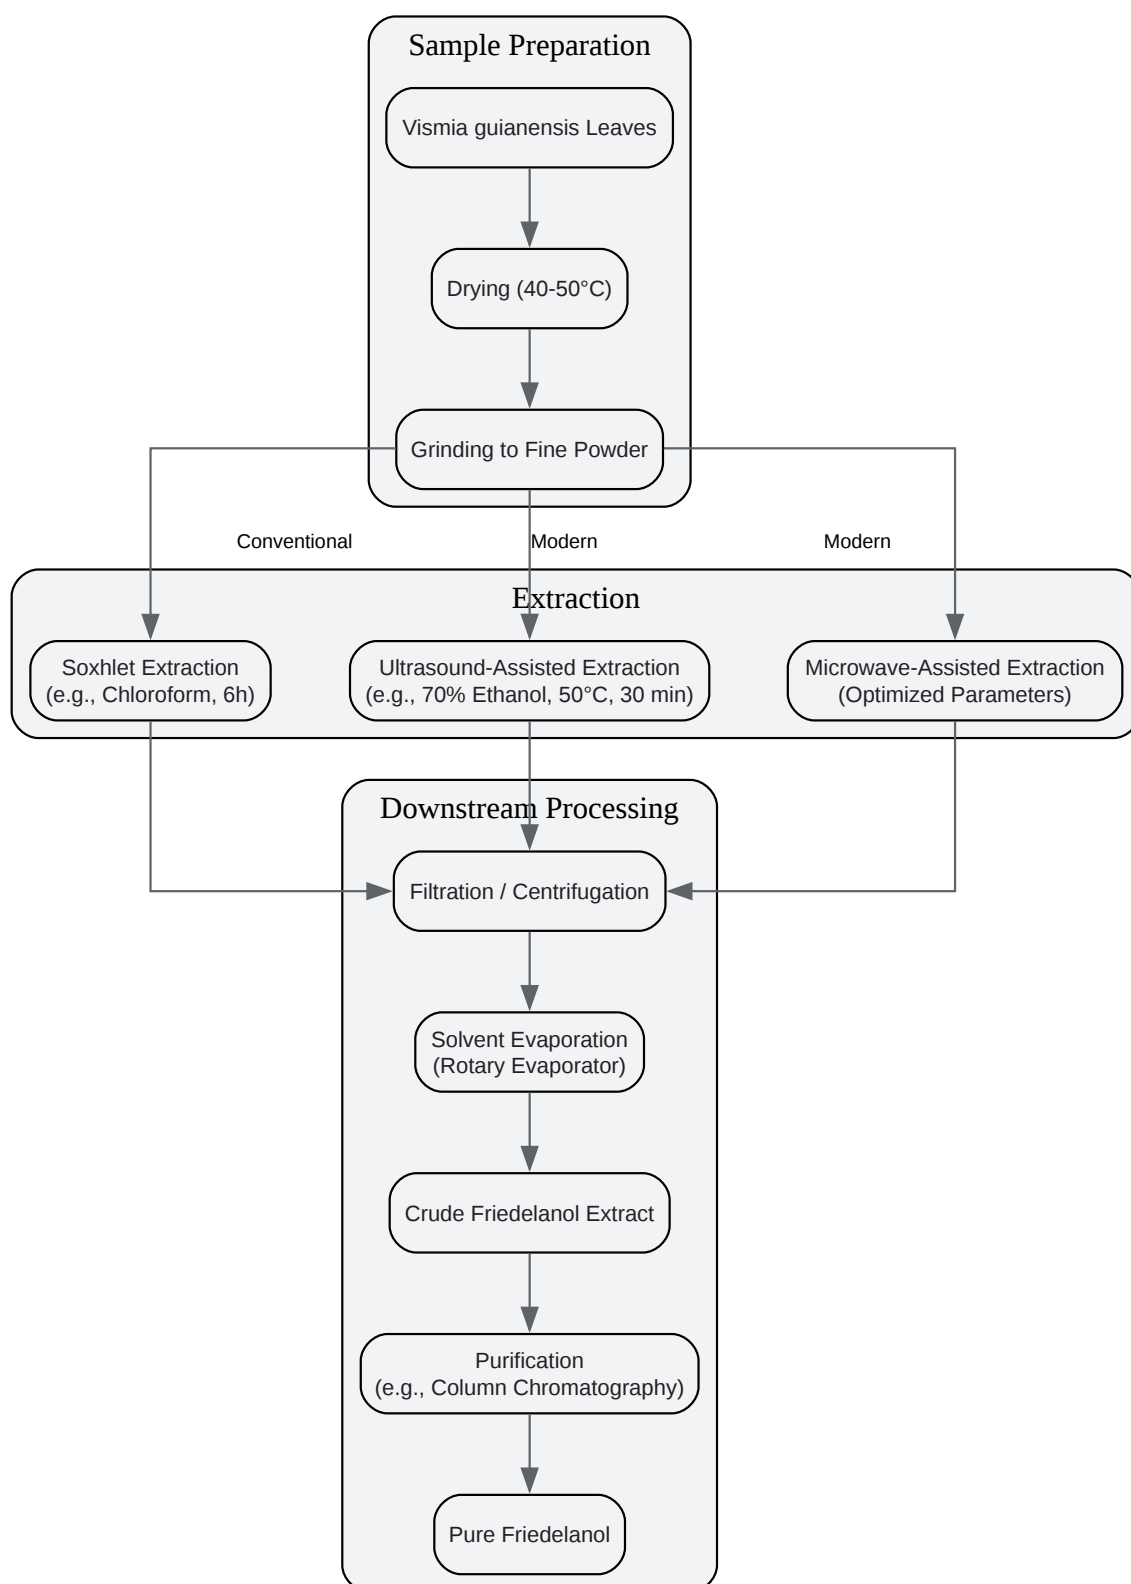 Sample Preparation
Vismia guianensis Leaves
Drying (40-50°C)
Grinding to Fine Powder
Conventional
Modern
Modern
Extraction
Soxhlet Extraction
(e.g., Chloroform, 6h)
Ultrasound-Assisted Extraction
(e.g., 70% Ethanol, 50°C, 30 min)
Microwave-Assisted Extraction
(Optimized Parameters)
Downstream Processing
Filtration / Centrifugation
Solvent Evaporation
(Rotary Evaporator)
Crude Friedelanol Extract
Purification
(e.g., Column Chromatography)
Pure Friedelanol